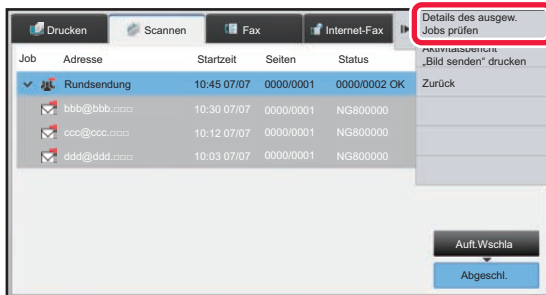 Drucken Scannen Fax Internet-Fax
Details des ausgew.
Jobs prüfen
Aktivitätsbericht
„Bild senden“ drucken
Zurück
Job Adresse Startzeit Seiten Status
Rundsendung 10:45 07/07 0000/0001 0000/0002 OK
bbb@bbb.□□□ 10:30 07/07 0000/0001 NG800000
ccc@ccc.□□□ 10:12 07/07 0000/0001 NG800000
ddd@ddd.□□□ 10:03 07/07 0000/0001 NG800000
Auft.Wschla
Abgeschl.